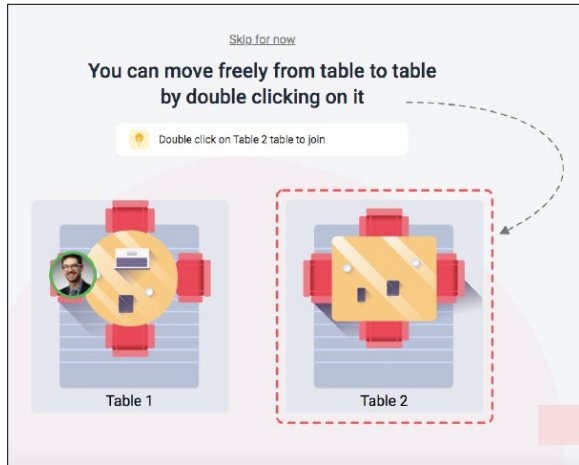 Skip for now
You can move freely from table to table
by double clicking on it
Double click on Table 2 table to join
Table 1
Table 2